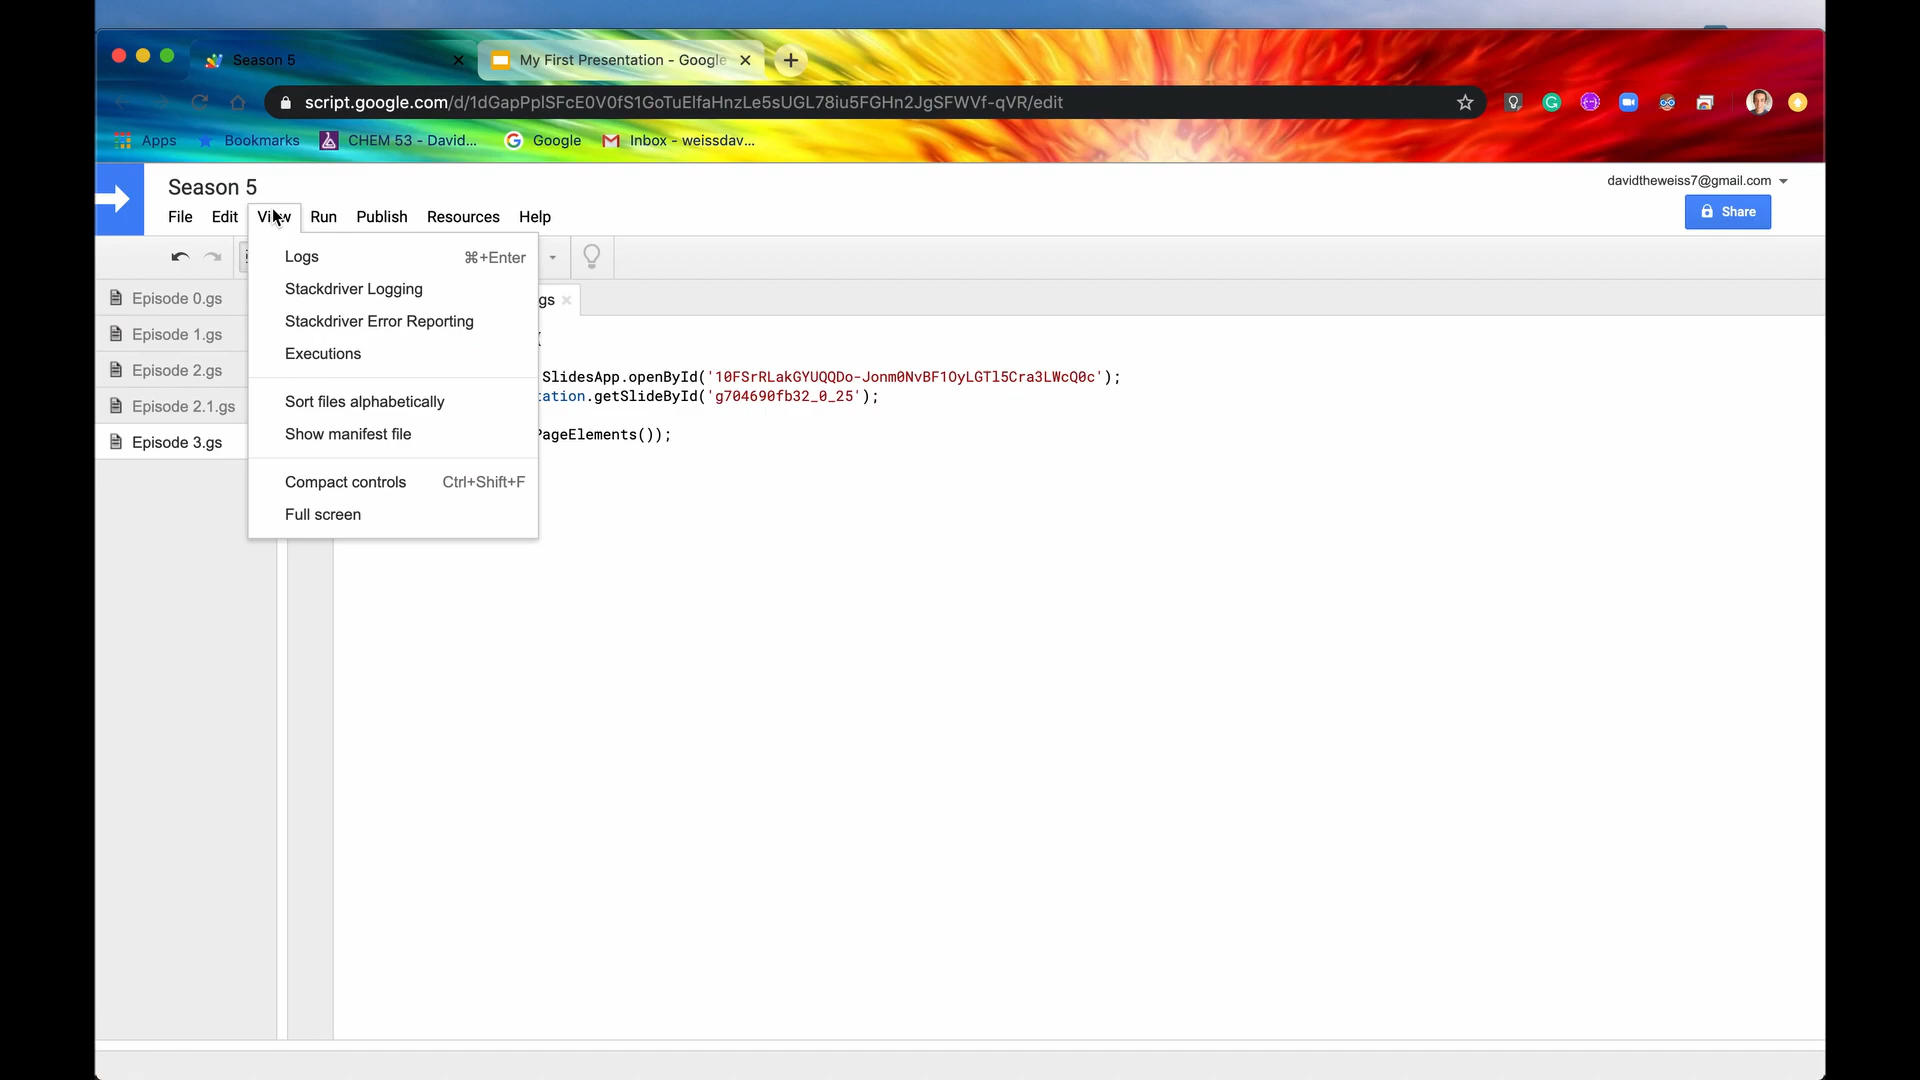 Season 5
My First Presentation - Google
script.google.com/d/1dGapPplSFcE0V0fS1GoTuElfaHnzLe5sUGL78iu5FGHn2JgSFWVf-qVR/edit
Apps Bookmarks CHEM 53 - David... Google Inbox - weissdav...
Season 5
davidtheweiss7@gmail.com
File Edit View Run Publish Resources Help
Share
Logs ⌘+Enter
Stackdriver Logging
Stackdriver Error Reporting
Executions
Sort files alphabetically
Show manifest file
Compact controls Ctrl+Shift+F
Full screen
Episode 0.gs
Episode 1.gs
Episode 2.gs
Episode 2.1.gs
Episode 3.gs
gs
{
SlidesApp.openById('10FSrRLakGYUQQDo-Jonm0NvBF1OyLGTl5Cra3LWcQ0c');
tation.getSlideById('g704690fb32_0_25');
PageElements());